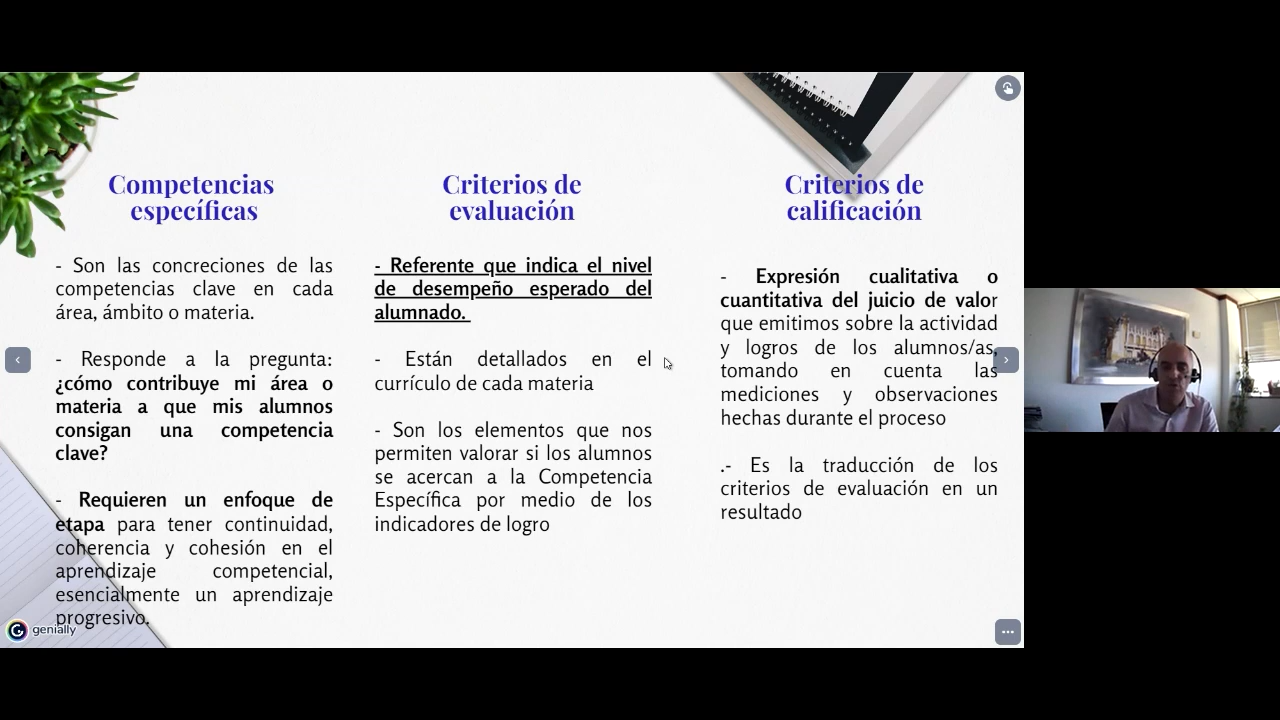 Competencias
específicas
- Son las concreciones de las
competencias clave en cada
área, ámbito o materia.
- Responde a la pregunta:
¿cómo contribuye mi área o
materia a que mis alumnos
consigan una competencia
clave?
- Requieren un enfoque de
etapa para tener continuidad,
coherencia y cohesión en el
aprendizaje competencial,
esencialmente un aprendizaje
progresivo.
genially
Criterios de
evaluación
- Referente que indica el nivel
de desempeño esperado del
alumnado.
- Están detallados en el
currículo de cada materia
- Son los elementos que nos
permiten valorar si los alumnos
se acercan a la Competencia
Específica por medio de los
indicadores de logro
Criterios de
calificación
- Expresión cualitativa o
cuantitativa del juicio de valor
que emitimos sobre la actividad
y logros de los alumnos/as,
tomando en cuenta las
mediciones y observaciones
hechas durante el proceso
.- Es la traducción de los
criterios de evaluación en un
resultado